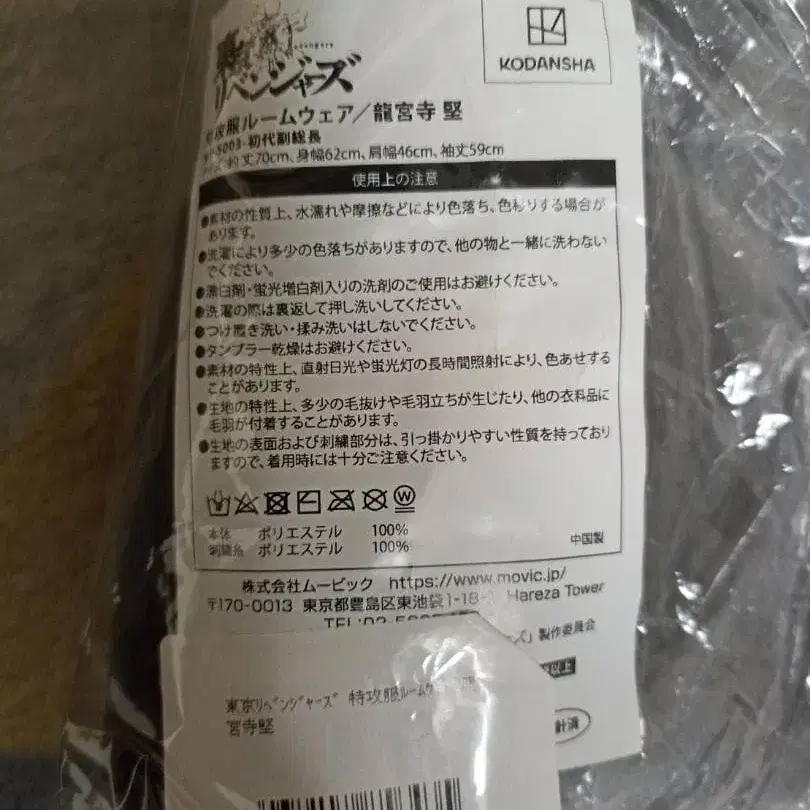 リベンジャーズ
KODANSHA
攻服ルームウェア/龍宮寺 堅
5003-初代副総長
約 丈70cm、身幅62cm、肩幅46cm、袖丈59cm
使用上の注意
●素材の性質上、水濡れや摩擦などにより色落ち、色移りする場合が
あります。
●洗濯により多少の色落ちがありますので、他の物と一緒に洗わない
でください。
●漂白剤・蛍光増白剤入りの洗剤のご使用はお避けください。
●洗濯の際は裏返して押し洗いしてください。
●つけ置き洗い・揉み洗いはしないでください。
●タンブラー乾燥はお避けください。
●素材の特性上、直射日光や蛍光灯の長時間照射により、色あせする
ことがあります。
●生地の特性上、多少の毛抜けや毛羽立ちが生じたり、他の衣料品に
毛羽が付着することがあります。
●生地の表面および刺繍部分は、引っ掛かりやすい性質を持っており
ますので、着用時には十分ご注意ください。
W
本体 ポリエステル 100%
刺繍糸 ポリエステル 100%
中国製
株式会社ムービック https://www.movic.jp/
〒170-0013 東京都豊島区東池袋1-18- Hareza Tower
TEL:03-
ズ」製作委員会
以上
東京リベンジャーズ 特攻服ルームウ
宮寺堅
計済